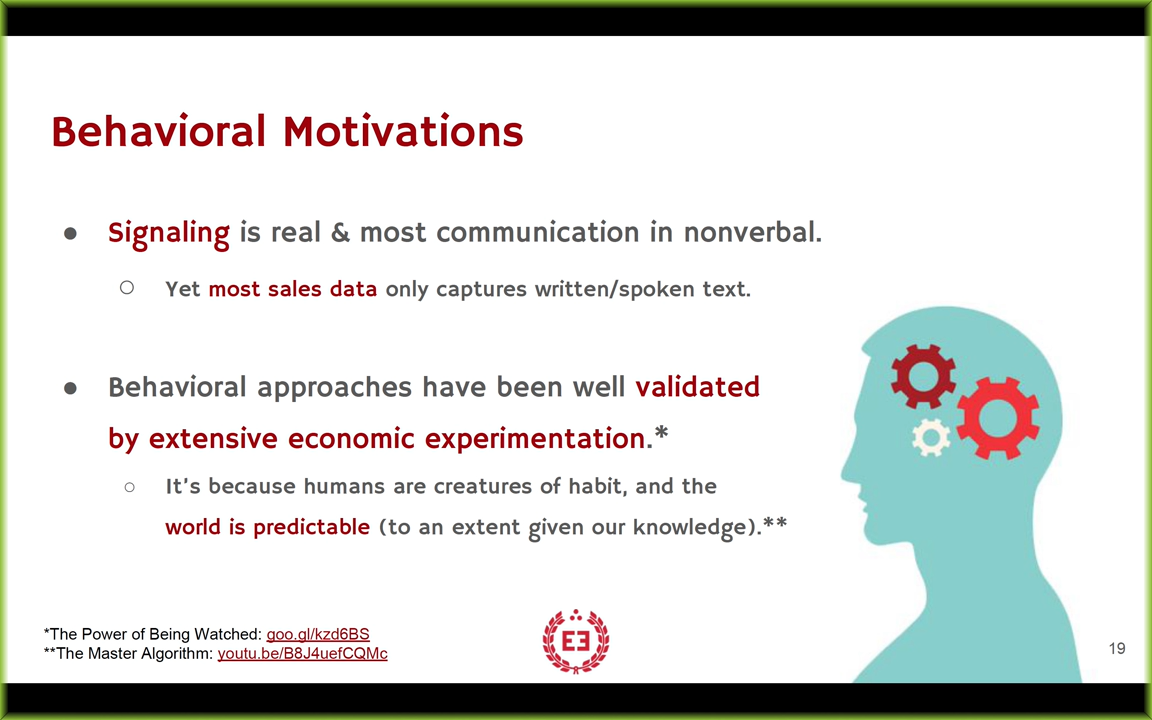 Behavioral Motivations
● Signaling is real & most communication in nonverbal.
○ Yet most sales data only captures written/spoken text.
● Behavioral approaches have been well validated
by extensive economic experimentation.*
○ It's because humans are creatures of habit, and the
world is predictable (to an extent given our knowledge).**
*The Power of Being Watched: goo.gl/kzd6BS
**The Master Algorithm: youtu.be/B8J4uefCQMc
EE
19